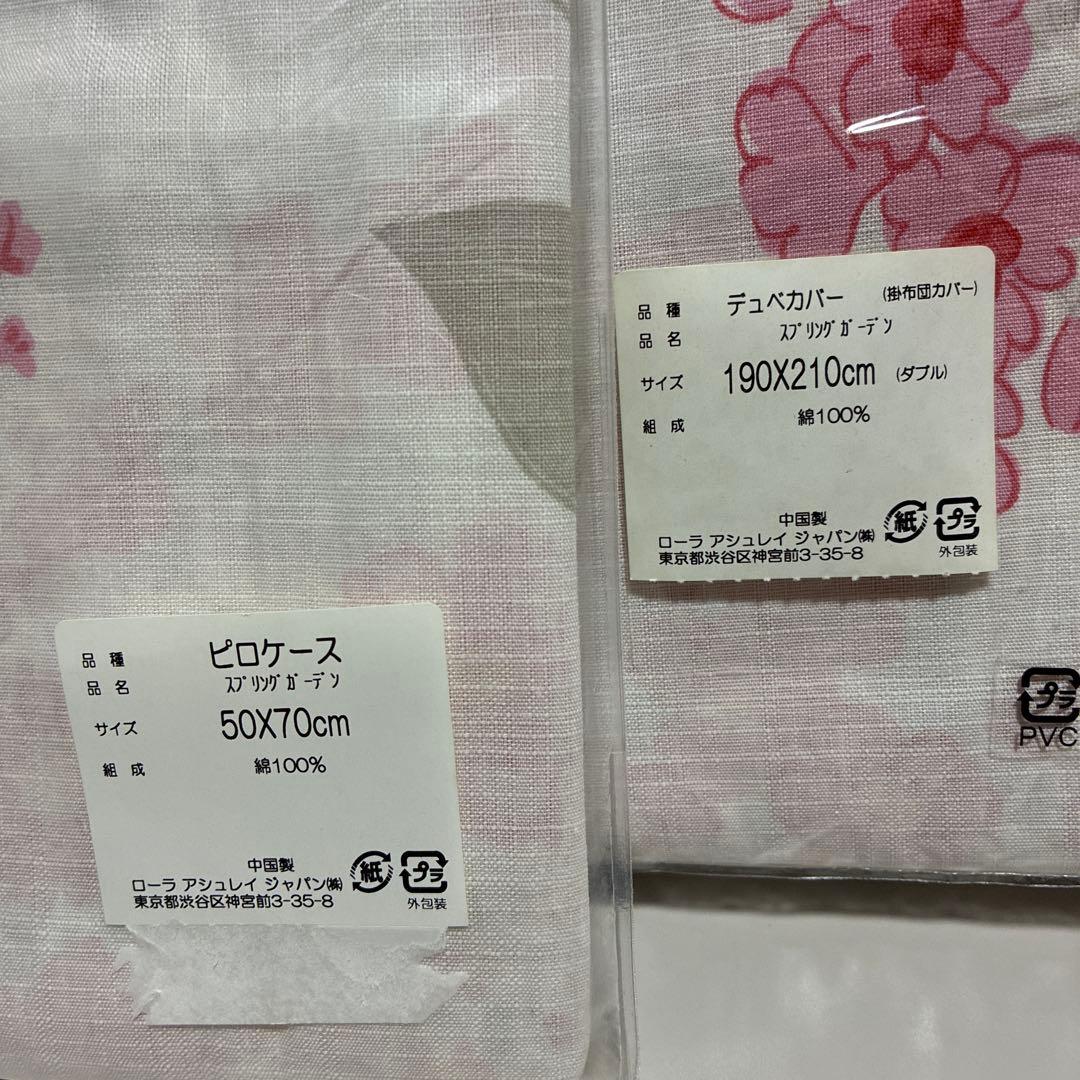 品種 デュベカバー (掛布団カバー)
品名 スプリングガーデン
サイズ 190X210cm (ダブル)
組成 綿100%
中国製
ローラ アシュレイ ジャパン㈱
東京都渋谷区神宮前3-35-8
紙 プラ
外包装
プラ
PVC
品種 ピロケース
品名 スプリングガーデン
サイズ 50X70cm
組成 綿100%
中国製
ローラ アシュレイ ジャパン㈱
東京都渋谷区神宮前3-35-8
紙 プラ
外包装